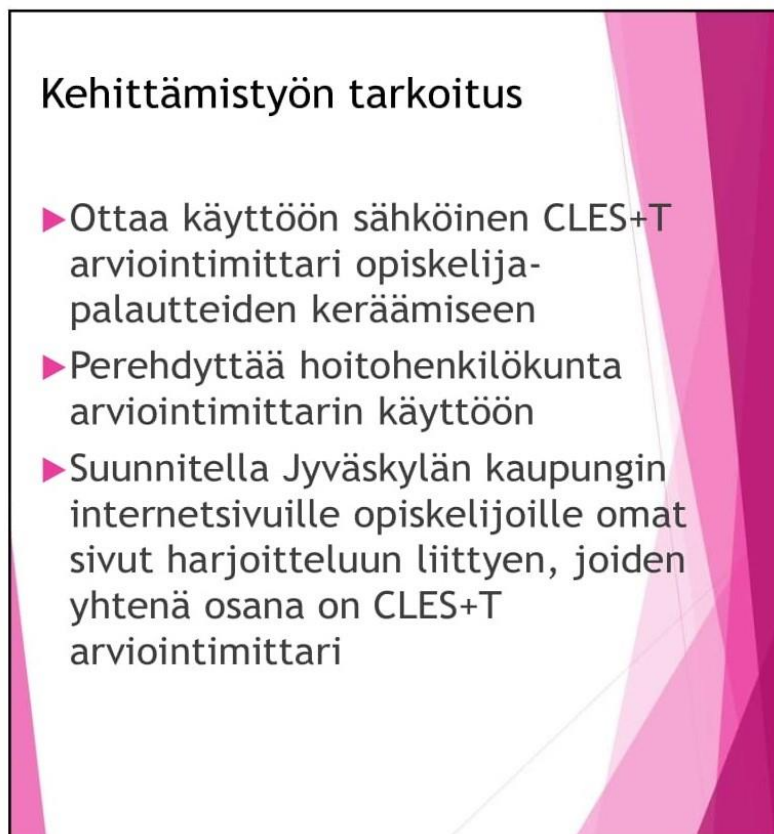 Kehittämistyön tarkoitus
Ottaa käyttöön sähköinen CLES+T
arviointimittari opiskelija-
palautteiden keräämiseen
Perehdyttää hoitohenkilökunta
arviointimittarin käyttöön
Suunnitella Jyväskylän kaupungin
internetsivuille opiskelijoille omat
sivut harjoitteluun liittyen, joiden
yhtenä osana on CLES+T
arviointimittari